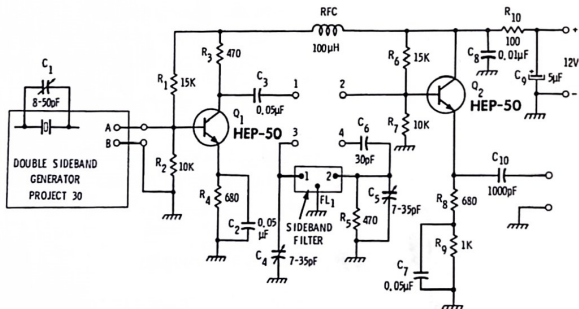 RFC
100μH
R10
100
+
12V
–
C1
8-50pF
R3
470
R1
15K
C3
0.05μF
1
2
R6
15K
C8
0.01μF
C9
+
5μF
Q1
HEP-50
Q2
HEP-50
A
B
DOUBLE SIDEBAND
GENERATOR
PROJECT 30
R2
10K
R7
10K
3
4
C6
30pF
1
2
FL1
SIDEBAND
FILTER
R4
680
C2
0.05
μF
C4
7-35pF
R5
470
C5
7-35pF
C10
1000pF
R8
680
R9
1K
C7
0.05μF